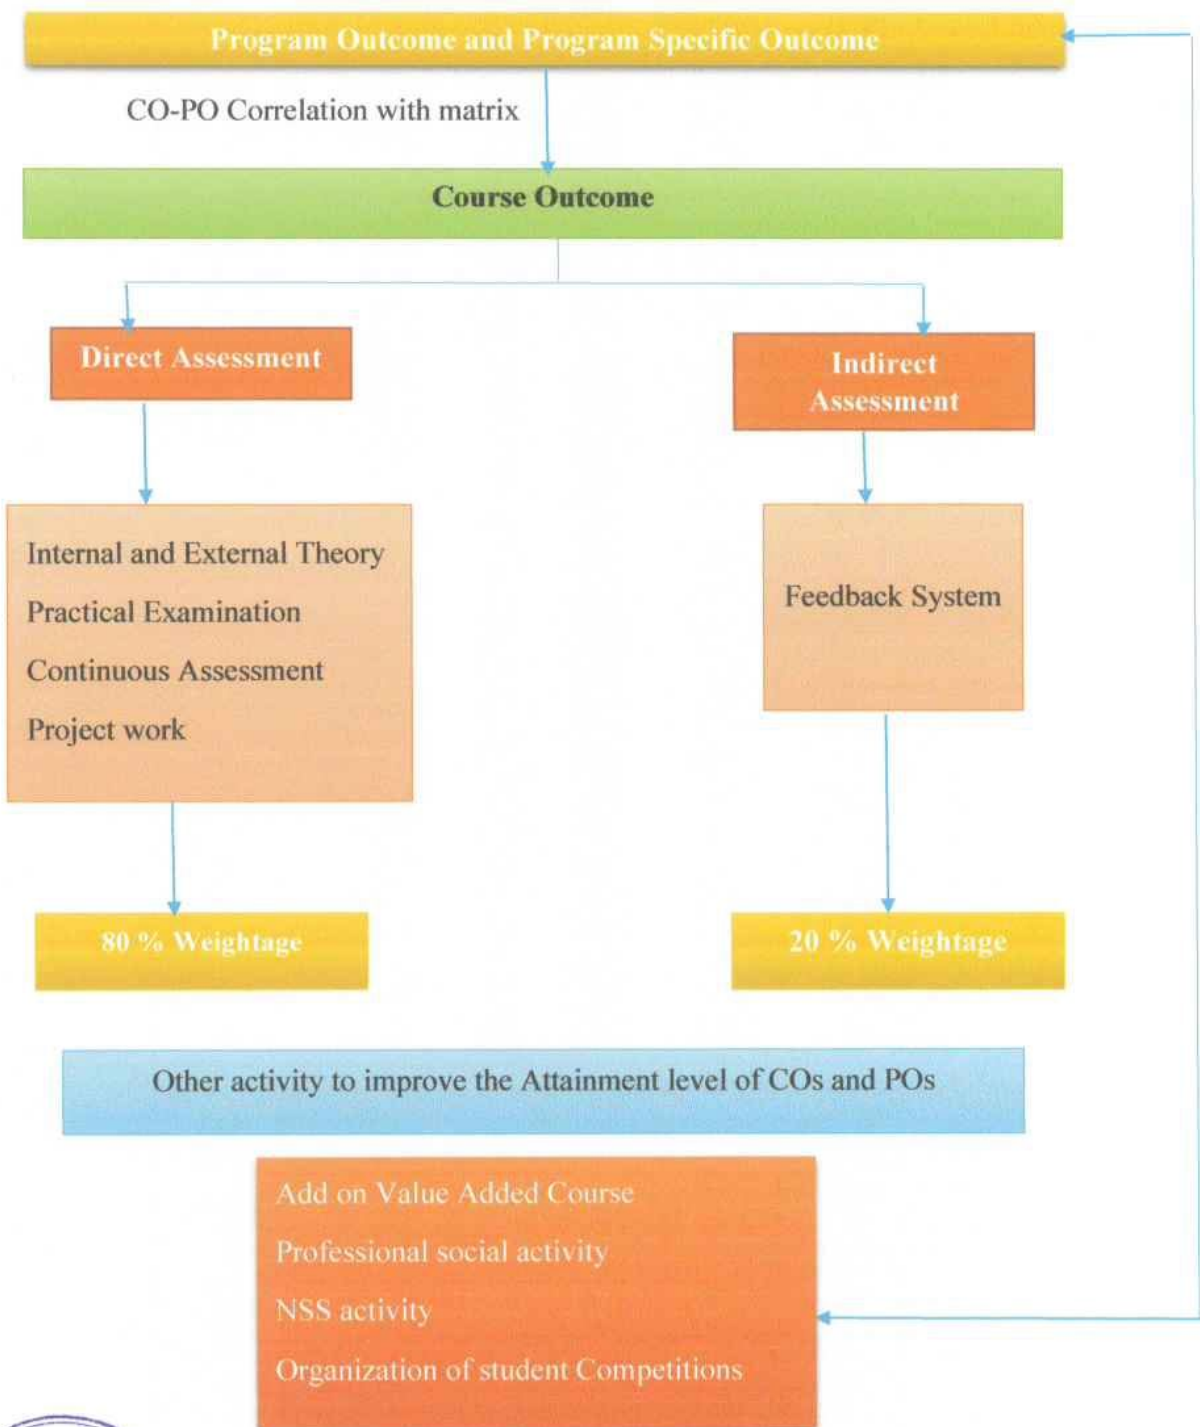 Program Outcome and Program Specific Outcome
CO-PO Correlation with matrix
Course Outcome
Direct Assessment
Indirect
Assessment
Internal and External Theory
Practical Examination
Continuous Assessment
Project work
Feedback System
80 % Weightage
20 % Weightage
Other activity to improve the Attainment level of COs and POs
Add on Value Added Course
Professional social activity
NSS activity
Organization of student Competitions